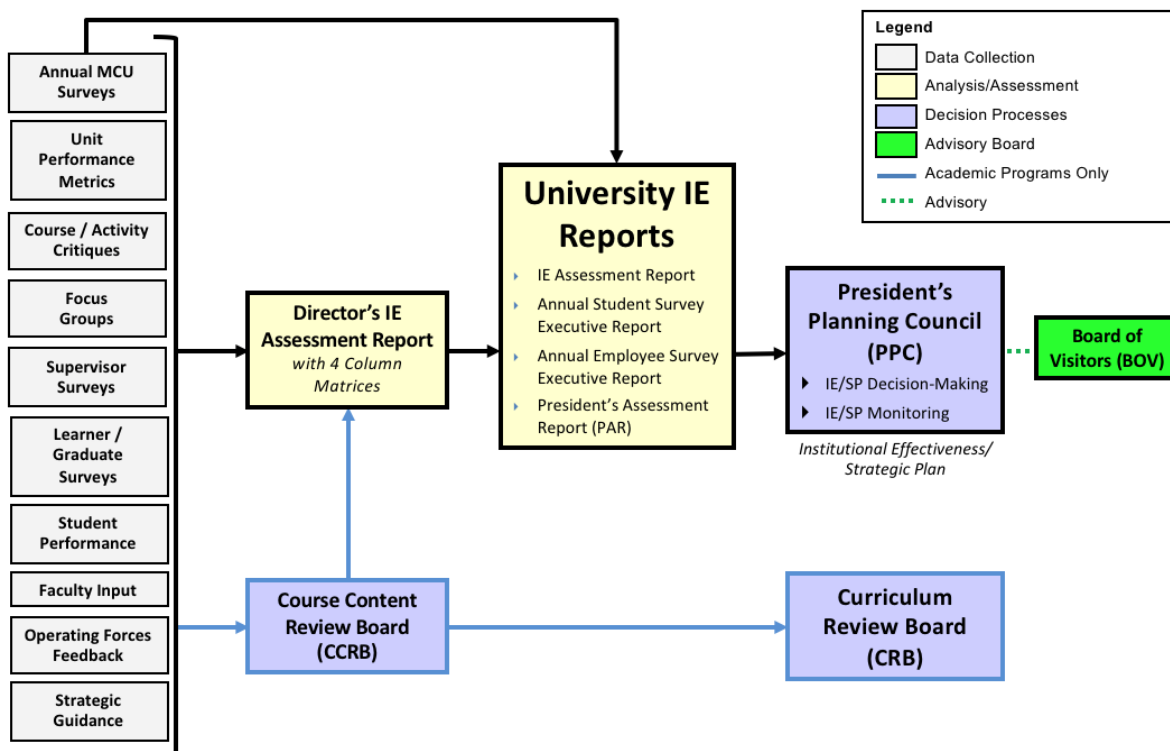 Annual MCU
Surveys
Unit
Performance
Metrics
Course / Activity
Critiques
Focus
Groups
Supervisor
Surveys
Learner /
Graduate
Surveys
Student
Performance
Faculty Input
Operating Forces
Feedback
Strategic
Guidance
Director's IE
Assessment Report
with 4 Column
Matrices
Course Content
Review Board
(CCRB)
University IE
Reports
IE Assessment Report
Annual Student Survey
Executive Report
Annual Employee Survey
Executive Report
President's Assessment
Report (PAR)
President's
Planning Council
(PPC)
IE/SP Decision-Making
IE/SP Monitoring
Institutional Effectiveness/
Strategic Plan
Curriculum
Review Board
(CRB)
Board of
Visitors (BOV)
Legend
Data Collection
Analysis/Assessment
Decision Processes
Advisory Board
Academic Programs Only
Advisory